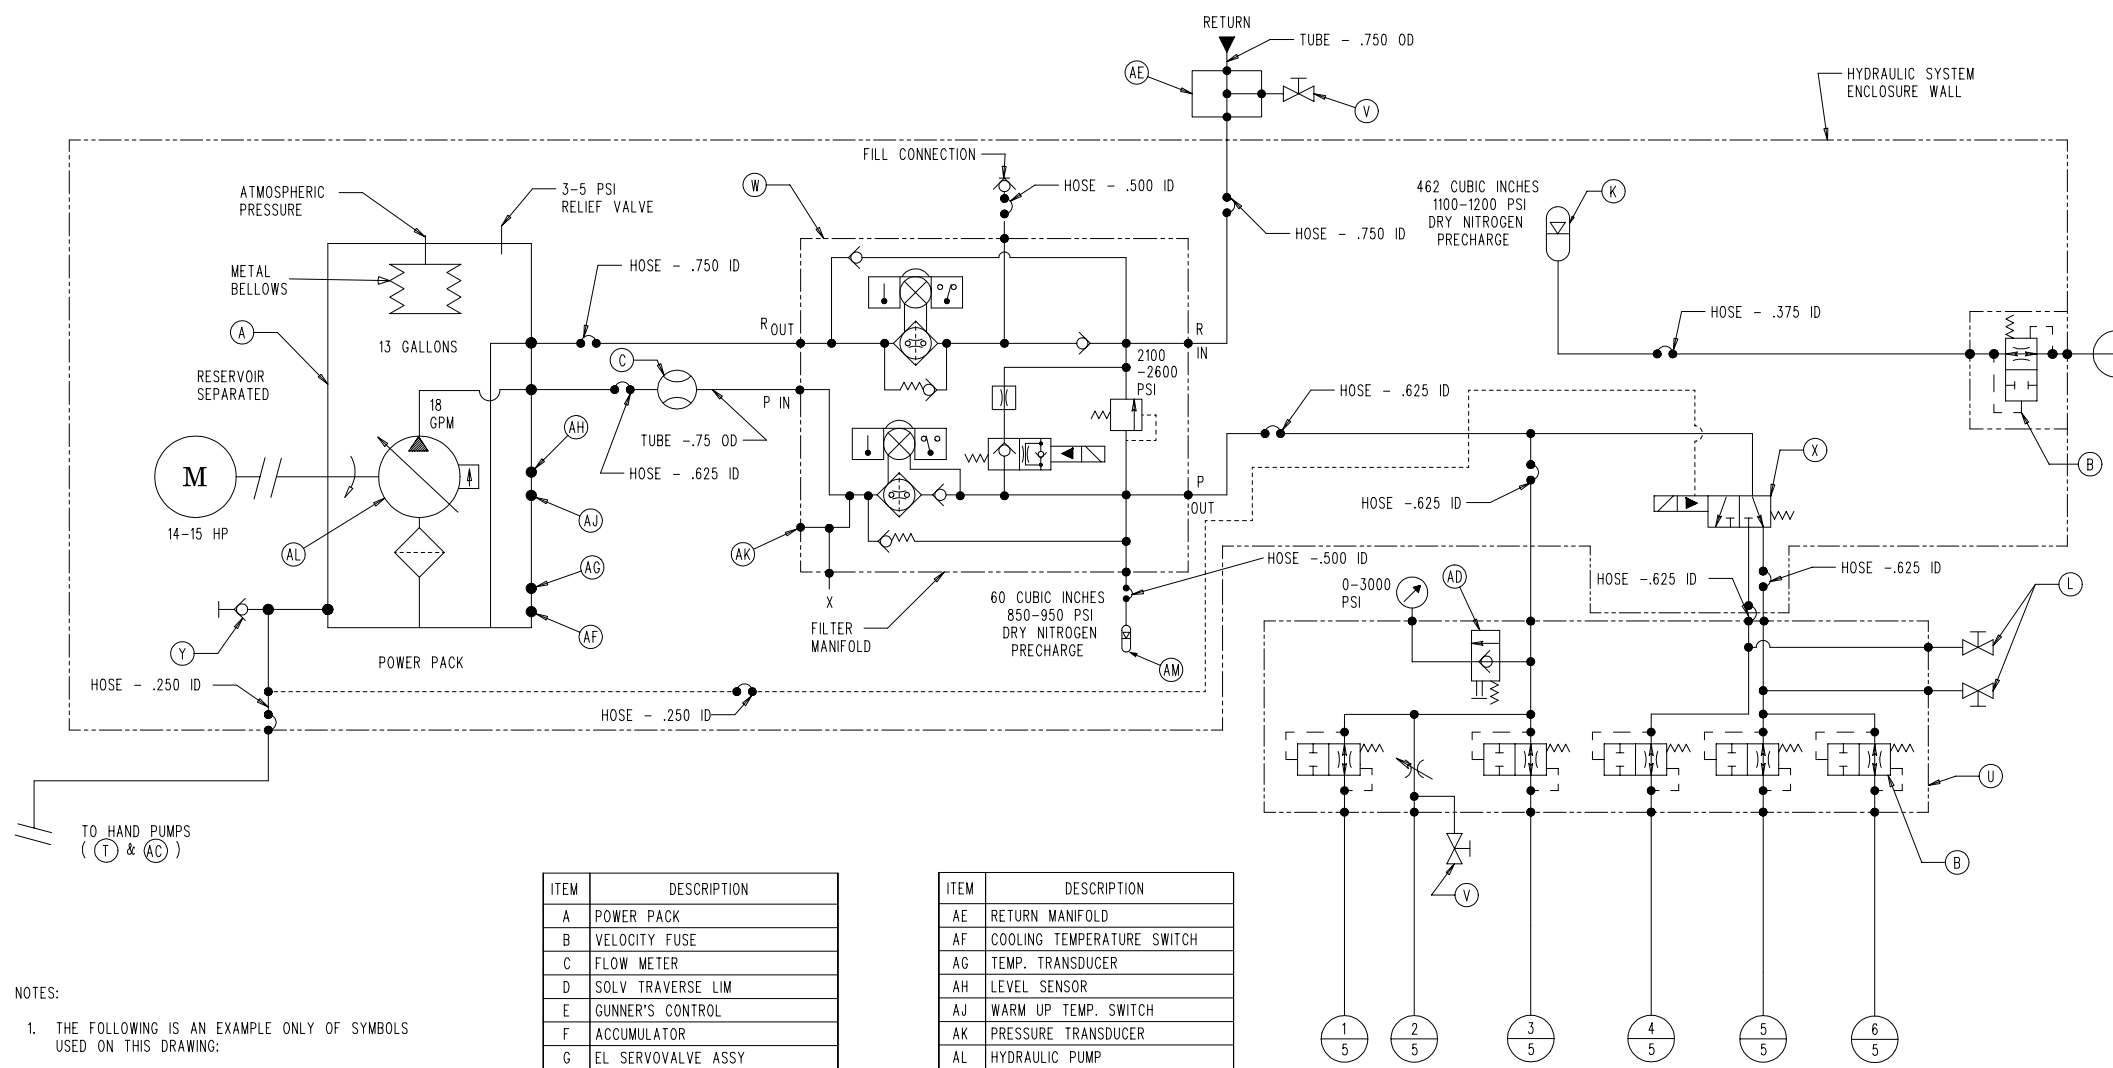 RETURN
TUBE - .750 OD
AE
V
HYDRAULIC SYSTEM
ENCLOSURE WALL
FILL CONNECTION
HOSE - .500 ID
W
ATMOSPHERIC
PRESSURE
3-5 PSI
RELIEF VALVE
METAL
BELLOWS
HOSE - .750 ID
HOSE - .750 ID
462 CUBIC INCHES
1100-1200 PSI
DRY NITROGEN
PRECHARGE
K
HOSE - .375 ID
A
13 GALLONS
RESERVOIR
SEPARATED
R OUT
R
IN
C
P IN
2100
-2600
PSI
18
GPM
TUBE -.75 OD
HOSE - .625 ID
HOSE - .625 ID
AH
AJ
AG
AF
M
14-15 HP
AL
P
OUT
AK
X
FILTER
MANIFOLD
60 CUBIC INCHES
850-950 PSI
DRY NITROGEN
PRECHARGE
AM
HOSE -.500 ID
HOSE -.625 ID
X
B
HOSE -.625 ID
HOSE -.625 ID
L
0-3000
PSI
AD
Y
POWER PACK
HOSE - .250 ID
HOSE - .250 ID
U
B
V
TO HAND PUMPS
( T & AC )
ITEM DESCRIPTION
A POWER PACK
B VELOCITY FUSE
C FLOW METER
D SOLV TRAVERSE LIM
E GUNNER'S CONTROL
F ACCUMULATOR
G EL SERVOVALVE ASSY
ITEM DESCRIPTION
AE RETURN MANIFOLD
AF COOLING TEMPERATURE SWITCH
AG TEMP. TRANSDUCER
AH LEVEL SENSOR
AJ WARM UP TEMP. SWITCH
AK PRESSURE TRANSDUCER
AL HYDRAULIC PUMP
1
5
2
5
3
5
4
5
5
5
6
5
NOTES:
1. THE FOLLOWING IS AN EXAMPLE ONLY OF SYMBOLS
USED ON THIS DRAWING: